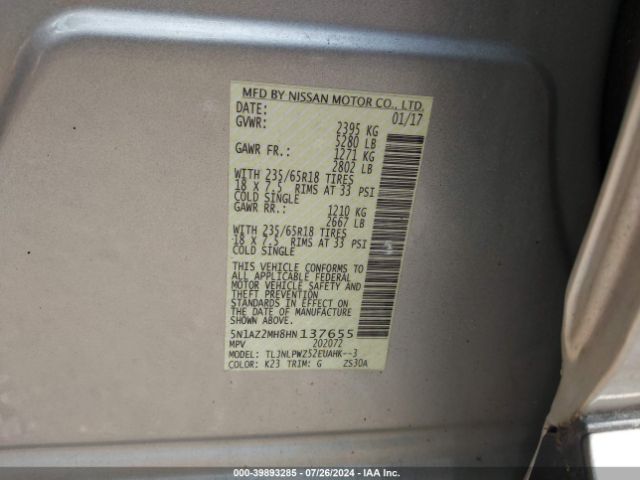 MFD BY NISSAN MOTOR CO., LTD.
DATE: 01/17
GVWR: 2395 KG
5280 LB
GAWR FR.: 1271 KG
2802 LB
WITH 235/65R18 TIRES
18 X 7.5 RIMS AT 33 PSI
COLD SINGLE
GAWR RR.: 1210 KG
2667 LB
WITH 235/65R18 TIRES
18 X 7.5 RIMS AT 33 PSI
COLD SINGLE
THIS VEHICLE CONFORMS TO
ALL APPLICABLE FEDERAL
MOTOR VEHICLE SAFETY AND
THEFT PREVENTION
STANDARDS IN EFFECT ON
THE DATE OF MANUFACTURE
SHOWN ABOVE.
5N1AZ2MH8HN137655
MPV 202072
MODEL: TLJNLPWZ52EUAHK--3
COLOR: K23 TRIM: G ZS30A
000-39893285 - 07/26/2024 - IAA Inc.